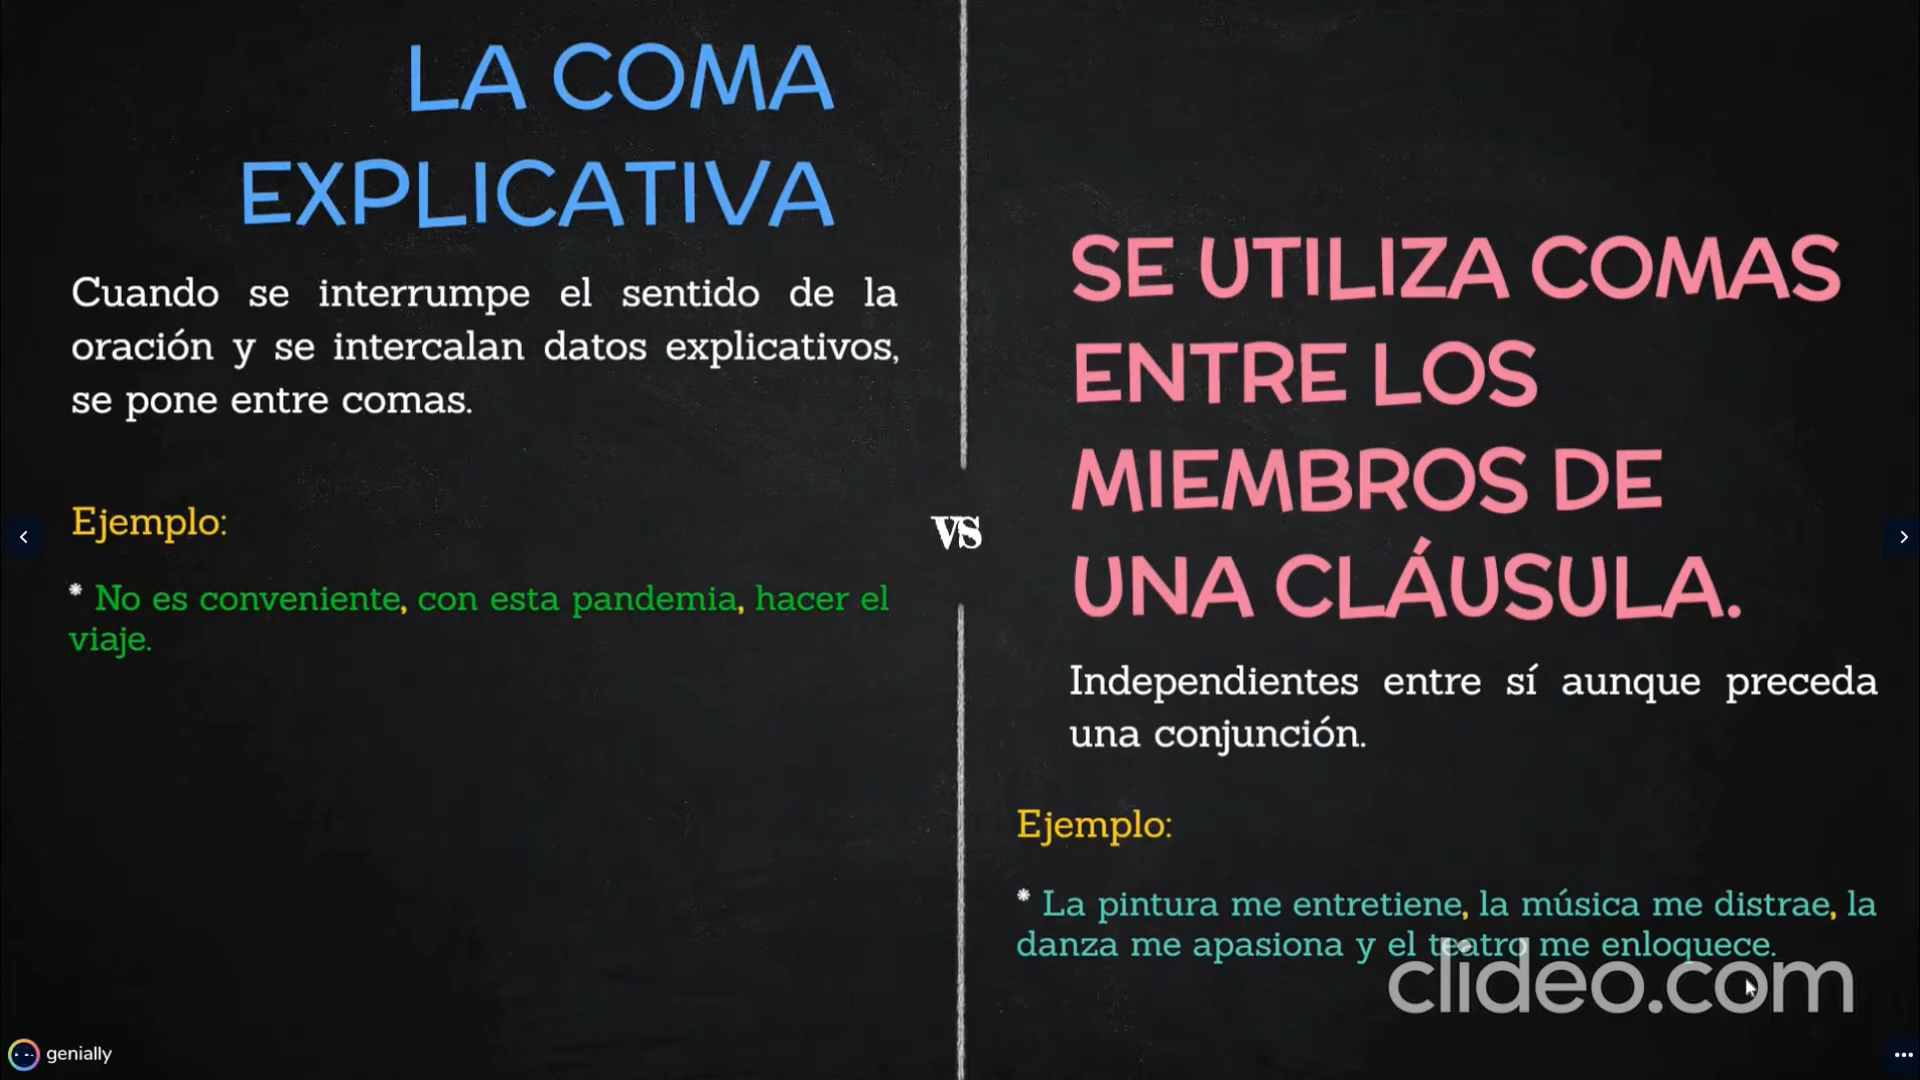 LA COMA
EXPLICATIVA
Cuando se interrumpe el sentido de la
oración y se intercalan datos explicativos,
se pone entre comas.
Ejemplo:
* No es conveniente, con esta pandemia, hacer el
viaje.
VS
SE UTILIZA COMAS
ENTRE LOS
MIEMBROS DE
UNA CLÁUSULA.
Independientes entre sí aunque preceda
una conjunción.
Ejemplo:
* La pintura me entretiene, la música me distrae, la
danza me apasiona y el teatro me enloquece.
clideo.com
genially